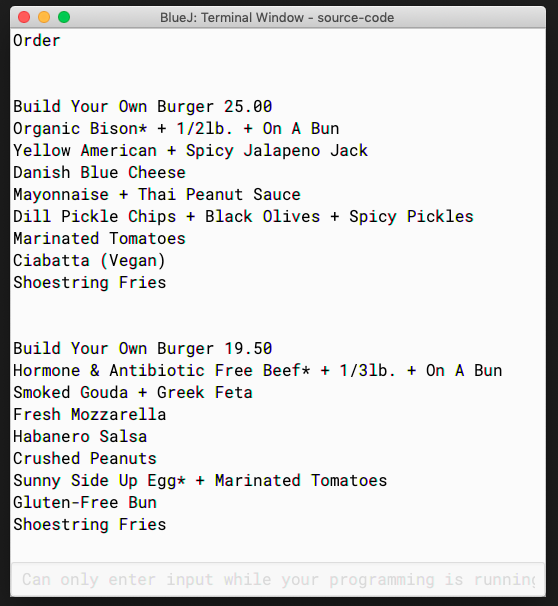 BlueJ: Terminal Window - source-code
Order
Build Your Own Burger 25.00
Organic Bison* + 1/2lb. + On A Bun
Yellow American + Spicy Jalapeno Jack
Danish Blue Cheese
Mayonnaise + Thai Peanut Sauce
Dill Pickle Chips + Black Olives + Spicy Pickles
Marinated Tomatoes
Ciabatta (Vegan)
Shoestring Fries
Build Your Own Burger 19.50
Hormone & Antibiotic Free Beef* + 1/3lb. + On A Bun
Smoked Gouda + Greek Feta
Fresh Mozzarella
Habanero Salsa
Crushed Peanuts
Sunny Side Up Egg* + Marinated Tomatoes
Gluten-Free Bun
Shoestring Fries
Can only enter input while your programming is running